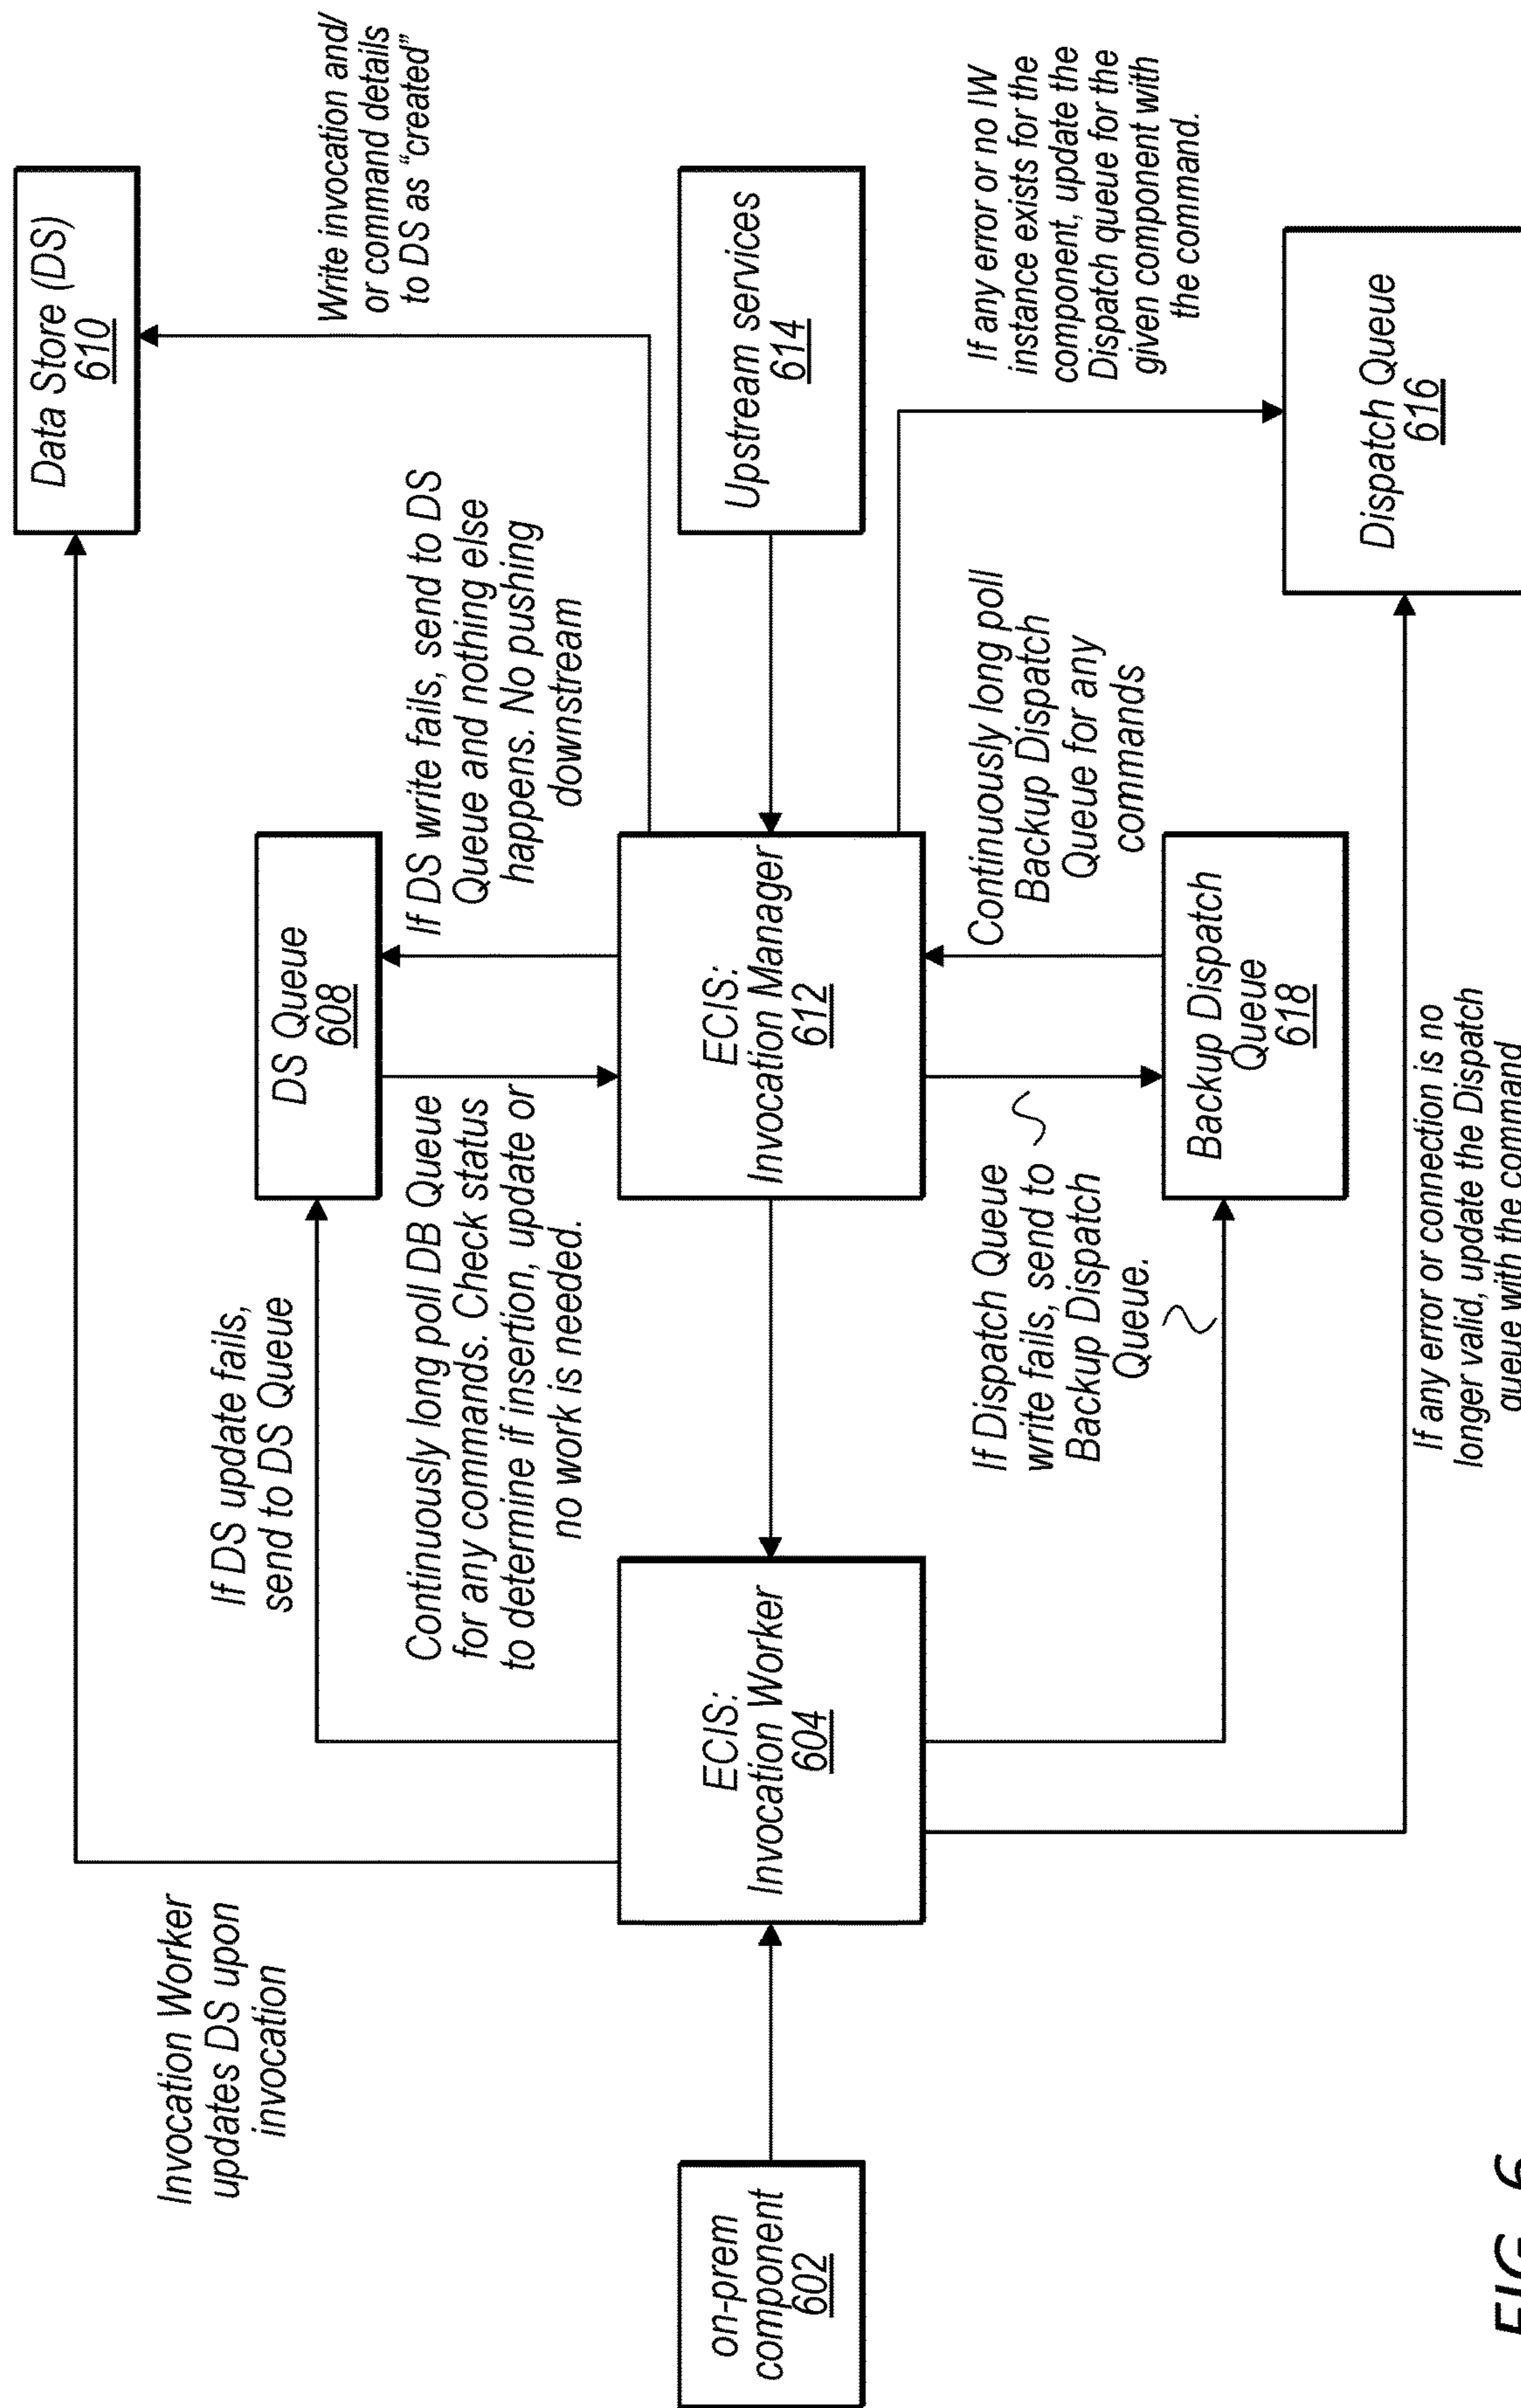 Data Store (DS)
610
Invocation Worker
updates DS upon
invocation
If DS update fails,
send to DS Queue
DS Queue
608
Write invocation and/
or command details
to DS as "created"
Continuously long poll DB Queue
for any commands. Check status
to determine if insertion, update or
no work is needed.
If DS write fails, send to DS
Queue and nothing else
happens. No pushing
downstream
on-prem
component
602
ECIS:
Invocation Worker
604
ECIS:
Invocation Manager
612
Upstream services
614
If Dispatch Queue
write fails, send to
Backup Dispatch
Queue.
Continuously long poll
Backup Dispatch
Queue for any
commands
If any error or no IW
instance exists for the
component, update the
Dispatch queue for the
given component with
the command.
Backup Dispatch
Queue
618
Dispatch Queue
616
If any error or connection is no
longer valid, update the Dispatch
queue with the command
FIG. 6